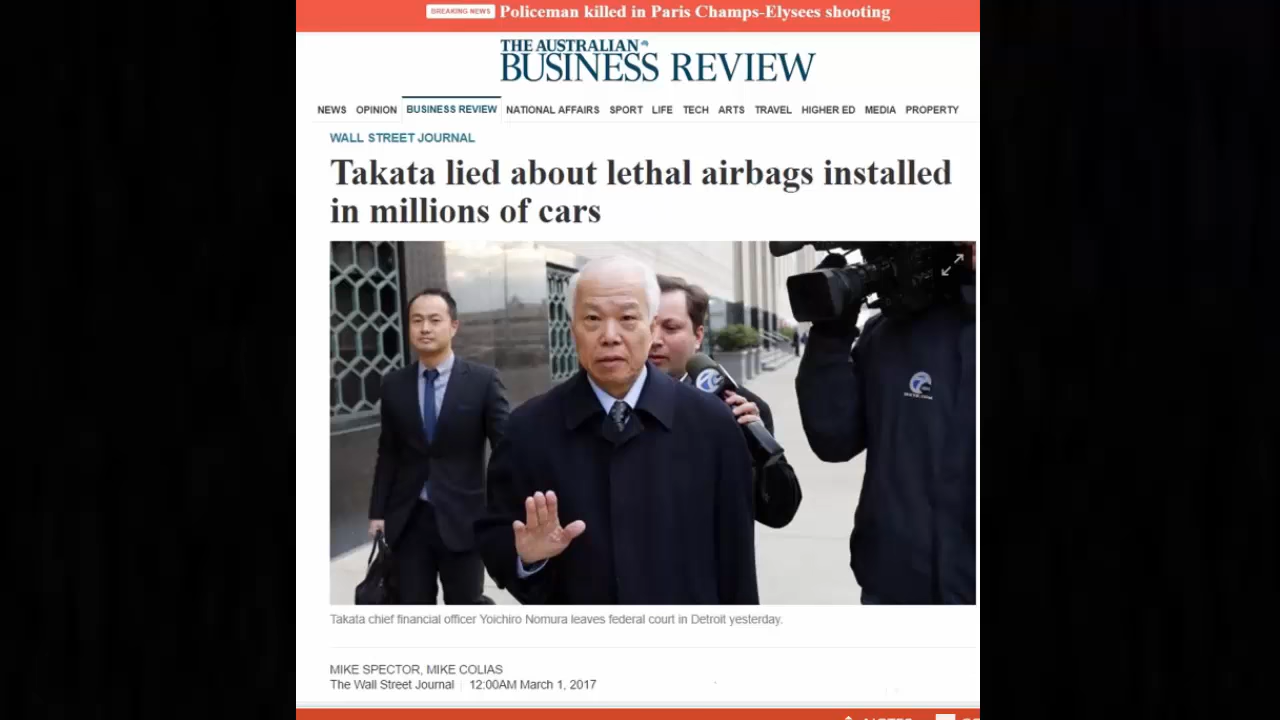 BREAKING NEWS Policeman killed in Paris Champs-Elysees shooting
THE AUSTRALIAN
BUSINESS REVIEW
NEWS OPINION BUSINESS REVIEW NATIONAL AFFAIRS SPORT LIFE TECH ARTS TRAVEL HIGHER ED MEDIA PROPERTY
WALL STREET JOURNAL
Takata lied about lethal airbags installed
in millions of cars
7
Takata chief financial officer Yoichiro Nomura leaves federal court in Detroit yesterday.
MIKE SPECTOR, MIKE COLIAS
The Wall Street Journal 12:00AM March 1, 2017